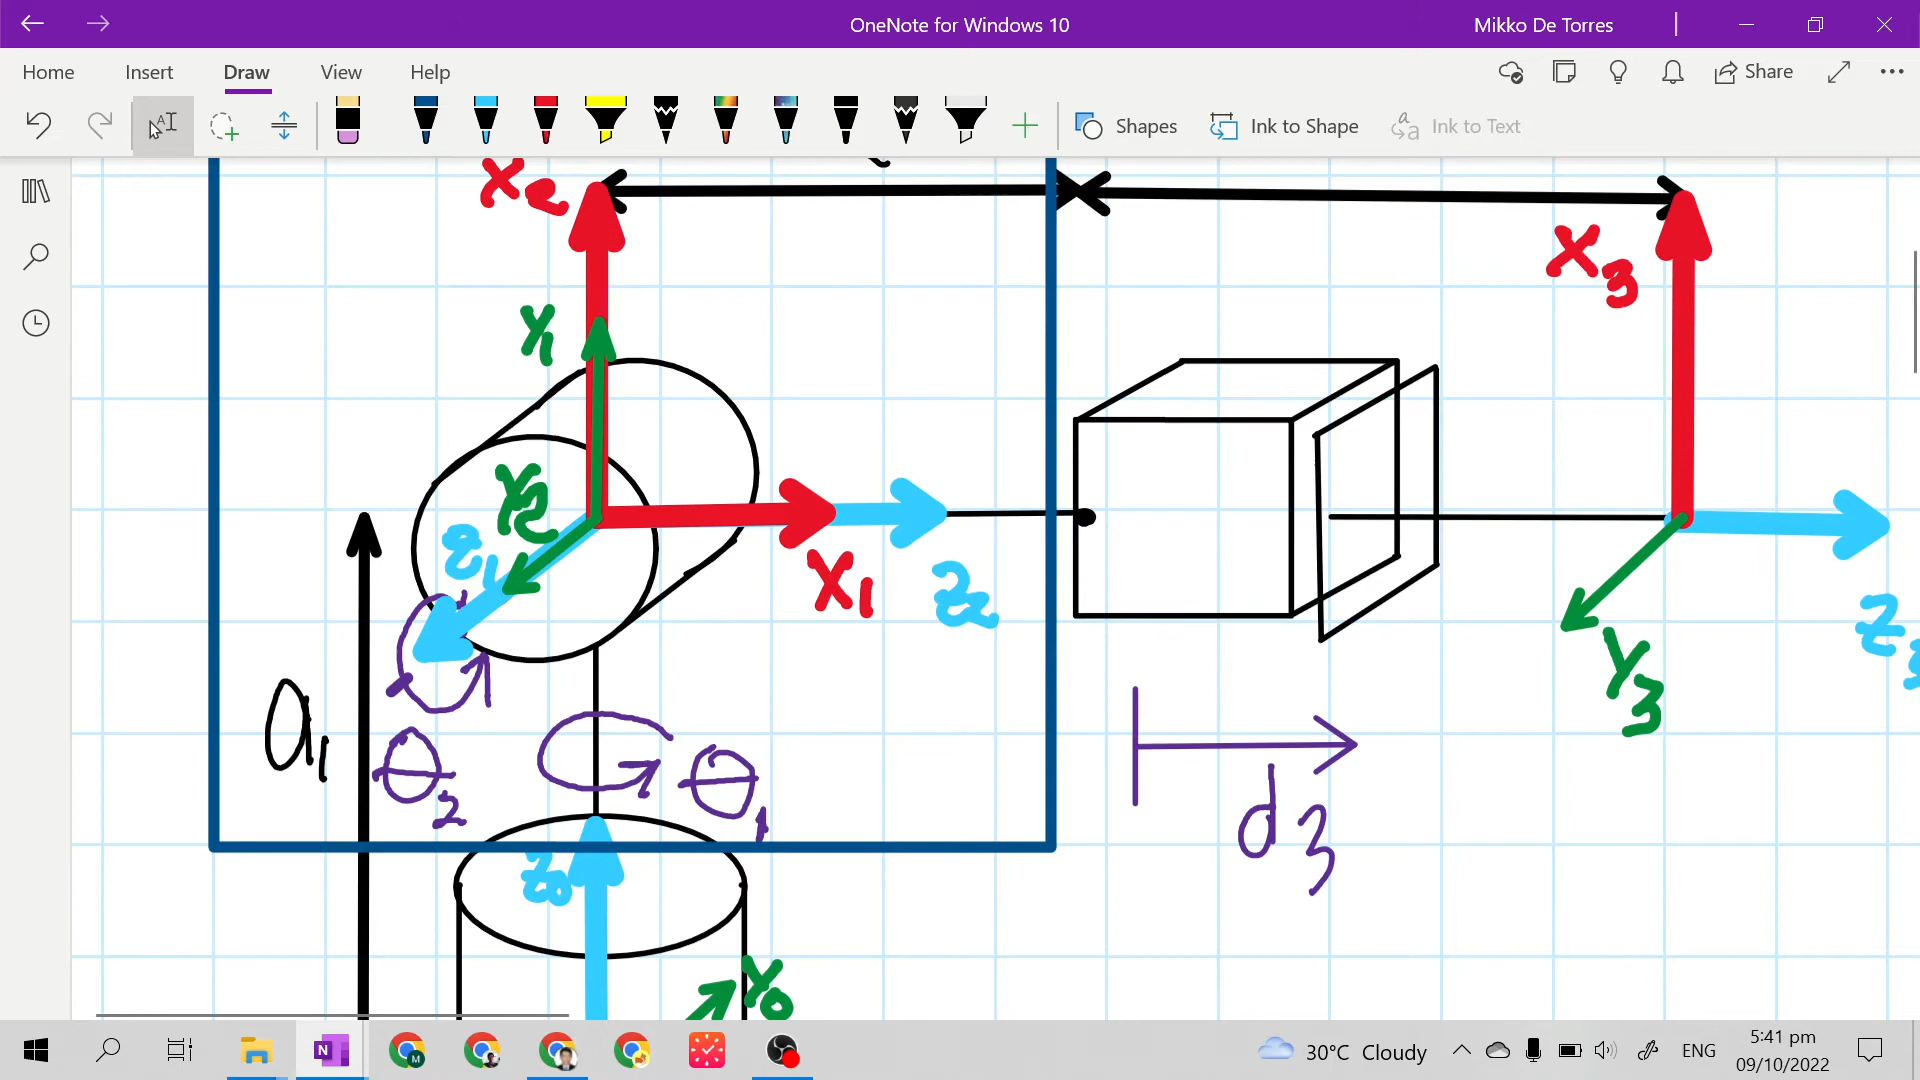 OneNote for Windows 10
Mikko De Torres
Home
Insert
Draw
View
Help
Share
Shapes
Ink to Shape
Ink to Text
X2
X3
Y1
Y2
Z1
X1
Z2
Z3
Y3
a1
θ2
θ1
d3
Z0
Y0
30°C Cloudy
ENG
5:41 pm
09/10/2022